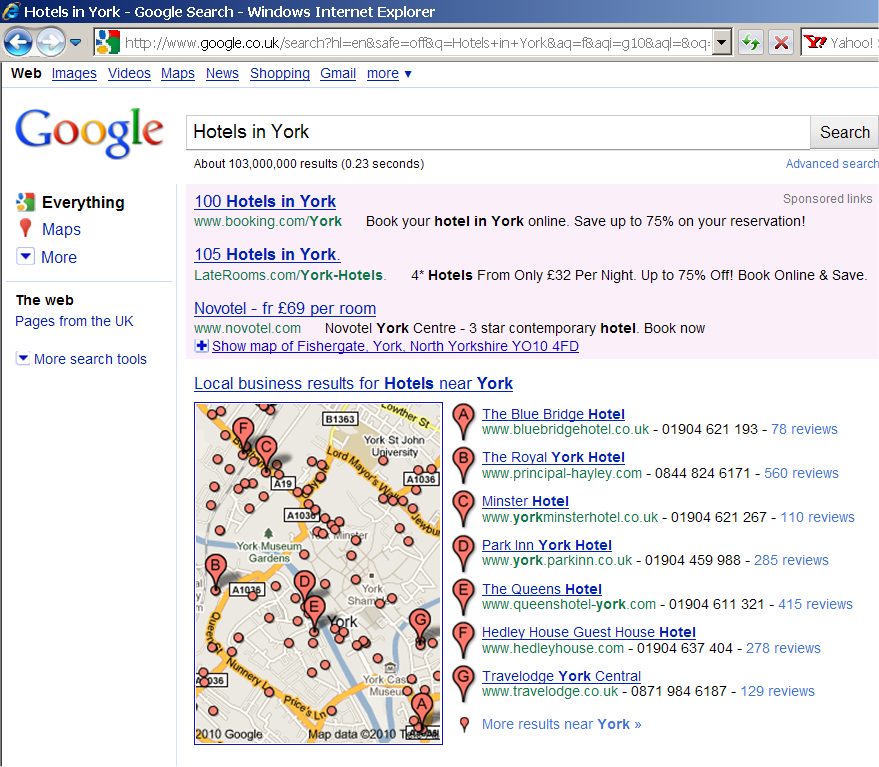 Hotels in York - Google Search - Windows Internet Explorer
http://www.google.co.uk/search?hl=en&safe=off&q=Hotels+in+York&aq=f&aqi=g10&aql=&oq=
Yahoo!
Web Images Videos Maps News Shopping Gmail more ▼
Google
Hotels in York
Search
About 103,000,000 results (0.23 seconds)
Advanced search
Everything
Maps
More
The web
Pages from the UK
More search tools
Sponsored links
100 Hotels in York
www.booking.com/York Book your hotel in York online. Save up to 75% on your reservation!
105 Hotels in York.
LateRooms.com/York-Hotels. 4* Hotels From Only £32 Per Night. Up to 75% Off! Book Online & Save.
Novotel - fr £69 per room
www.novotel.com Novotel York Centre - 3 star contemporary hotel. Book now
Show map of Fishergate, York, North Yorkshire YO10 4FD
Local business results for Hotels near York
Lowther St
B1363
York St John
University
F
C
Lord Mayor's
A19
A1036
A1036
Minster
York Museum
Gardens
B
A1036
D
York
E
York
G
Queen St
Nunnery Ln
York
Museum
Price's Ln
A
2010 Google Map data ©2010
A The Blue Bridge Hotel
www.bluebridgehotel.co.uk - 01904 621 193 - 78 reviews
B The Royal York Hotel
www.principal-hayley.com - 0844 824 6171 - 560 reviews
C Minster Hotel
www.yorkminsterhotel.co.uk - 01904 621 267 - 110 reviews
D Park Inn York Hotel
www.york.parkinn.co.uk - 01904 459 988 - 285 reviews
E The Queens Hotel
www.queenshotel-york.com - 01904 611 321 - 415 reviews
F Hedley House Guest House Hotel
www.hedleyhouse.com - 01904 637 404 - 278 reviews
G Travelodge York Central
www.travelodge.co.uk - 0871 984 6187 - 129 reviews
More results near York »